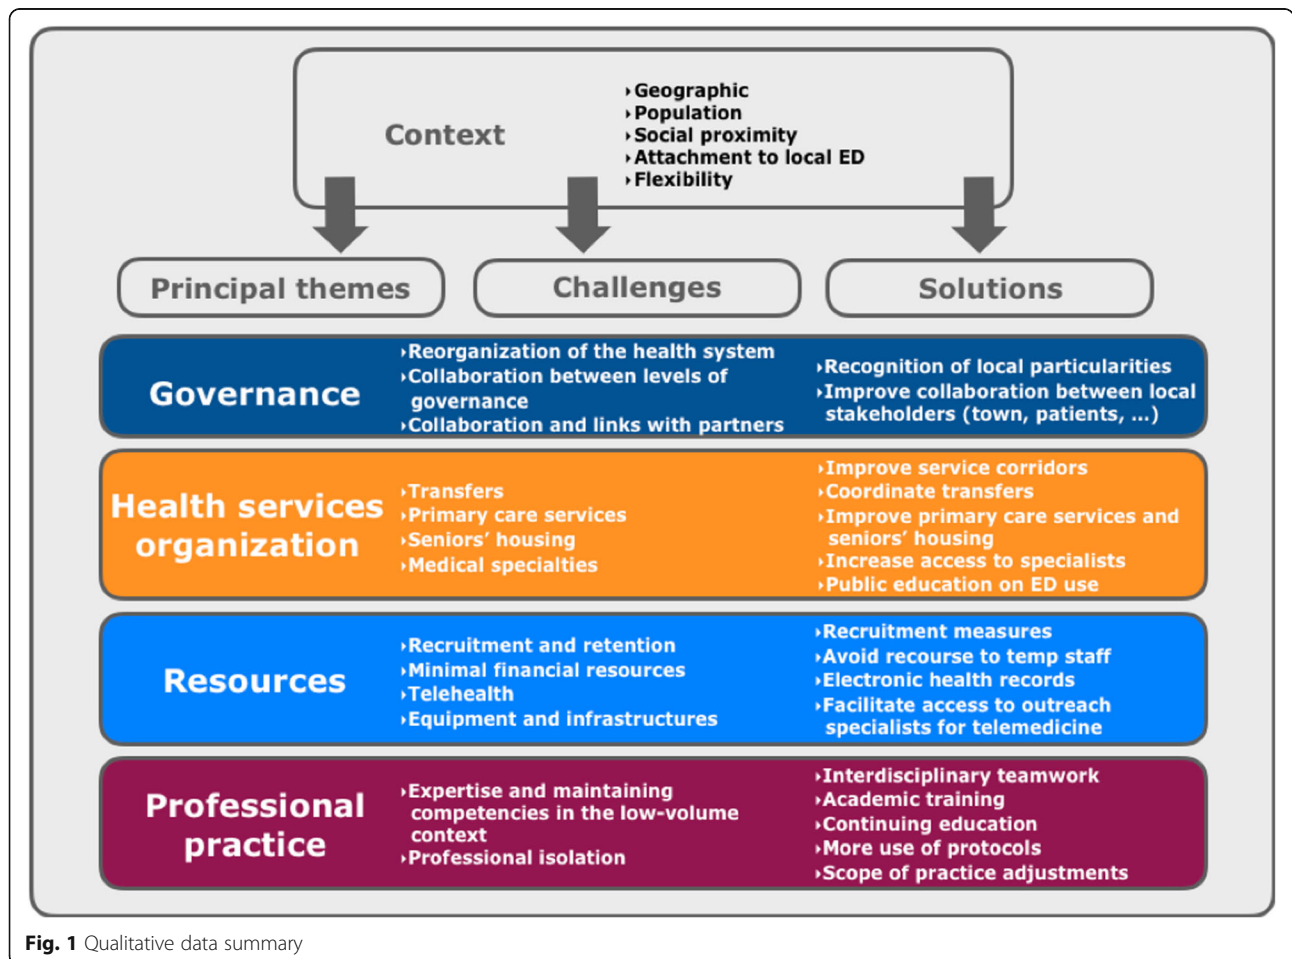 Context
‣Geographic
‣Population
‣Social proximity
‣Attachment to local ED
‣Flexibility
Principal themes
Challenges
Solutions
Governance
‣Reorganization of the health system
‣Collaboration between levels of
governance
‣Collaboration and links with partners
‣Recognition of local particularities
‣Improve collaboration between local
stakeholders (town, patients, ...)
Health services
organization
‣Transfers
‣Primary care services
‣Seniors’ housing
‣Medical specialties
‣Improve service corridors
‣Coordinate transfers
‣Improve primary care services and
seniors’ housing
‣Increase access to specialists
‣Public education on ED use
Resources
‣Recruitment and retention
‣Minimal financial resources
‣Telehealth
‣Equipment and infrastructures
‣Recruitment measures
‣Avoid recourse to temp staff
‣Electronic health records
‣Facilitate access to outreach
specialists for telemedicine
Professional
practice
‣Expertise and maintaining
competencies in the low-volume
context
‣Professional isolation
‣Interdisciplinary teamwork
‣Academic training
‣Continuing education
‣More use of protocols
‣Scope of practice adjustments
Fig. 1 Qualitative data summary